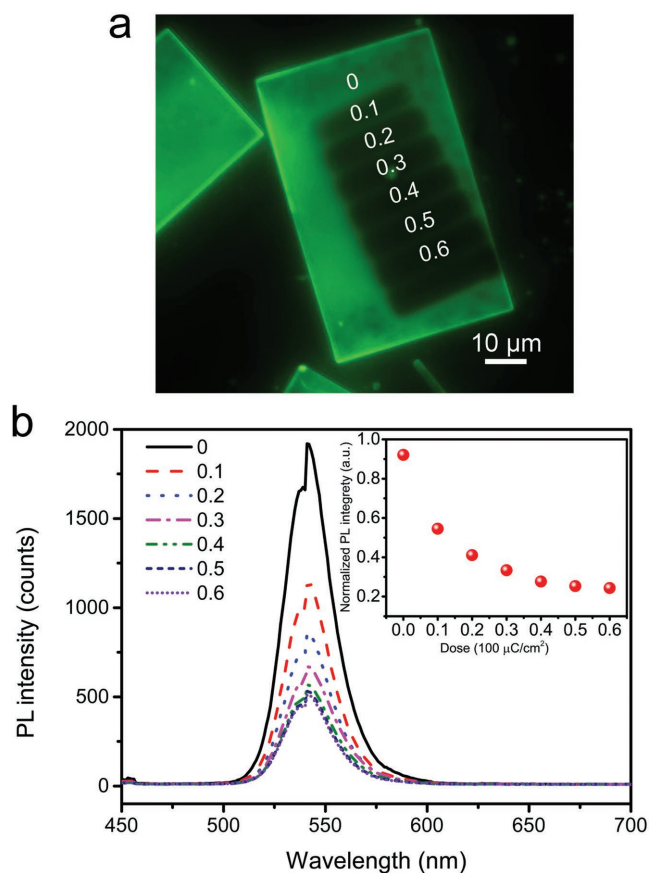 a
0
0.1
0.2
0.3
0.4
0.5
0.6
10 μm
b
2000
1500
1000
500
0
PL intensity (counts)
0
0.1
0.2
0.3
0.4
0.5
0.6
1.0
0.8
0.6
0.4
0.2
Normalized PL integrety (a.u.)
0.0 0.1 0.2 0.3 0.4 0.5 0.6
Dose (100 μC/cm²)
450 500 550 600 650 700
Wavelength (nm)